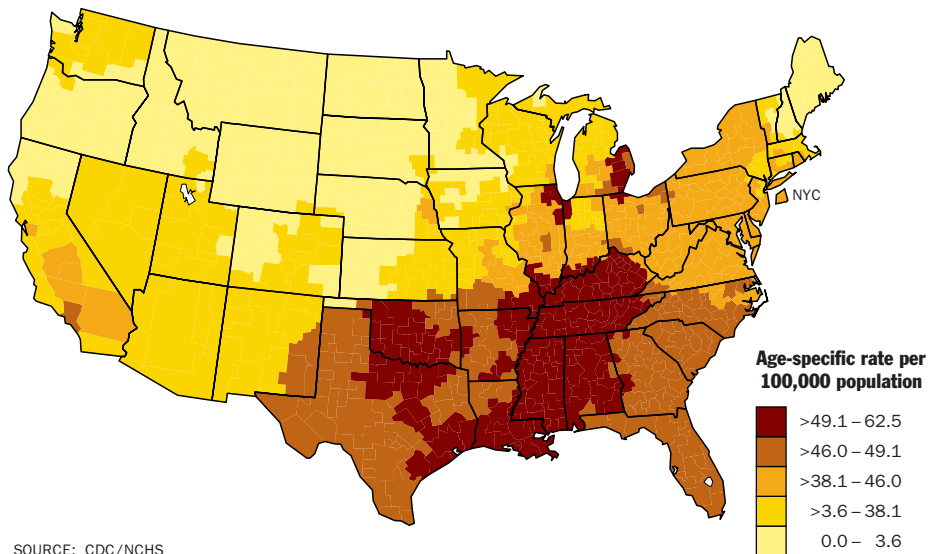 NYC
Age-specific rate per
100,000 population
>49.1 – 62.5
>46.0 – 49.1
>38.1 – 46.0
>3.6 – 38.1
0.0 – 3.6
SOURCE: CDC/NCHS